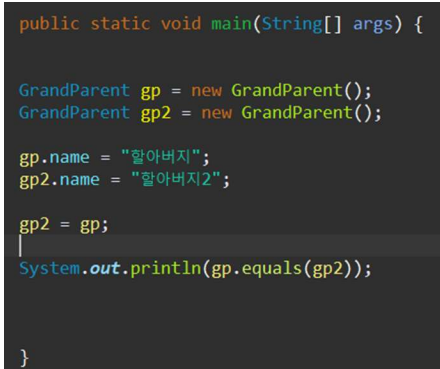 public static void main(String[] args) {
GrandParent gp = new GrandParent();
GrandParent gp2 = new GrandParent();
gp.name = "할아버지";
gp2.name = "할아버지2";
gp2 = gp;
System.out.println(gp.equals(gp2));
}